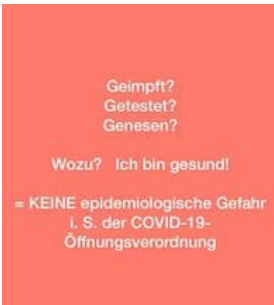 Geimpft?
Getestet?
Genesen?
Wozu? Ich bin gesund!
= KEINE epidemiologische Gefahr
i. S. der COVID-19-
Öffnungsverordnung